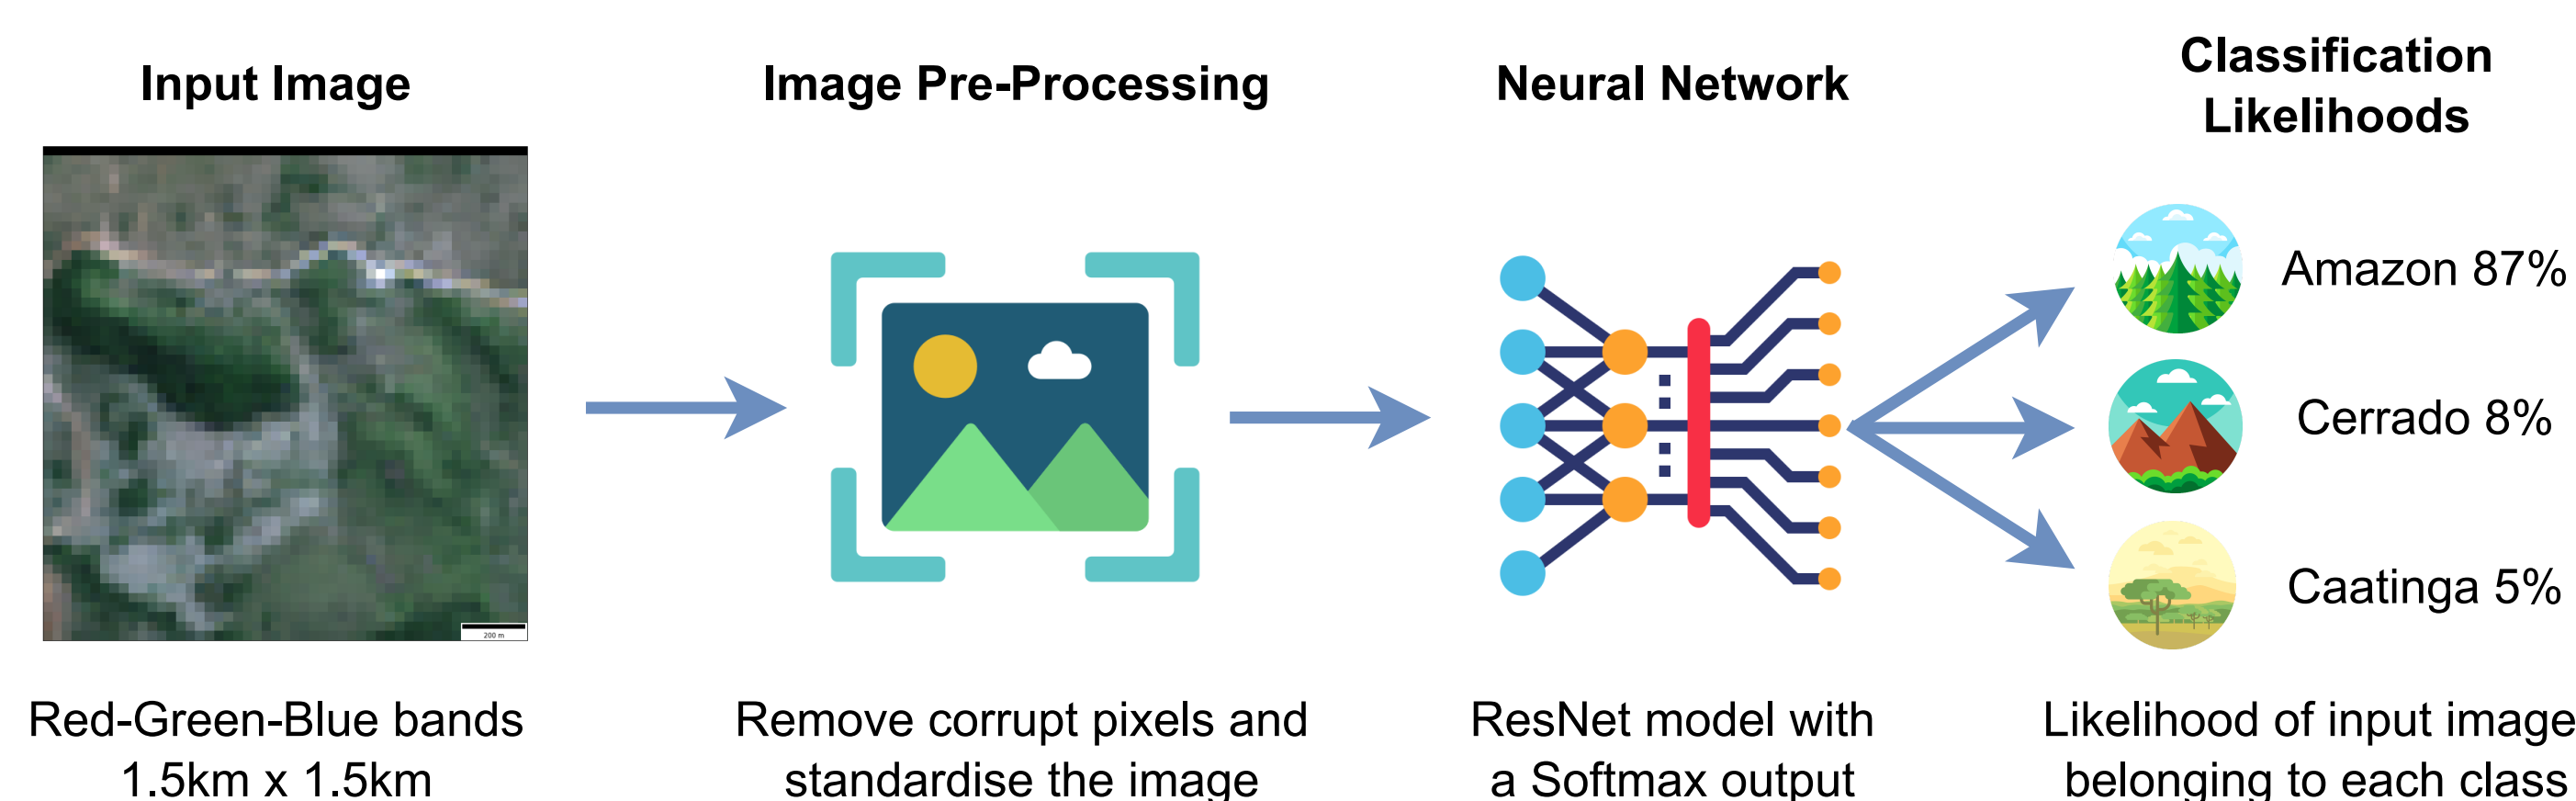 Input Image
Image Pre-Processing
Neural Network
Classification
Likelihoods
200 m
Amazon 87%
Cerrado 8%
Caatinga 5%
Red-Green-Blue bands
1.5km x 1.5km
Remove corrupt pixels and
standardise the image
ResNet model with
a Softmax output
Likelihood of input image
belonging to each class